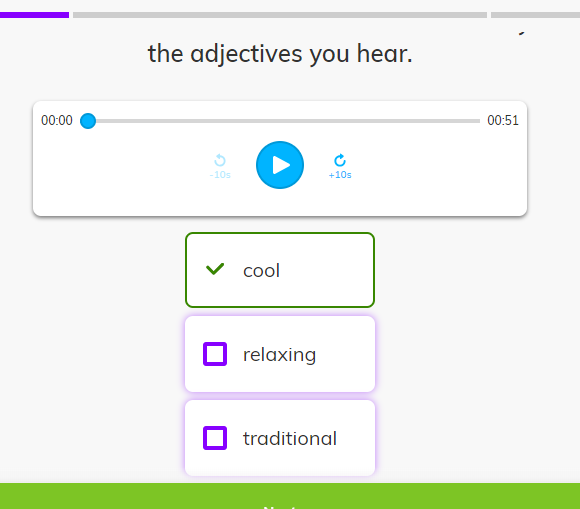 the adjectives you hear.
00:00
00:51
-10s
+10s
cool
relaxing
traditional